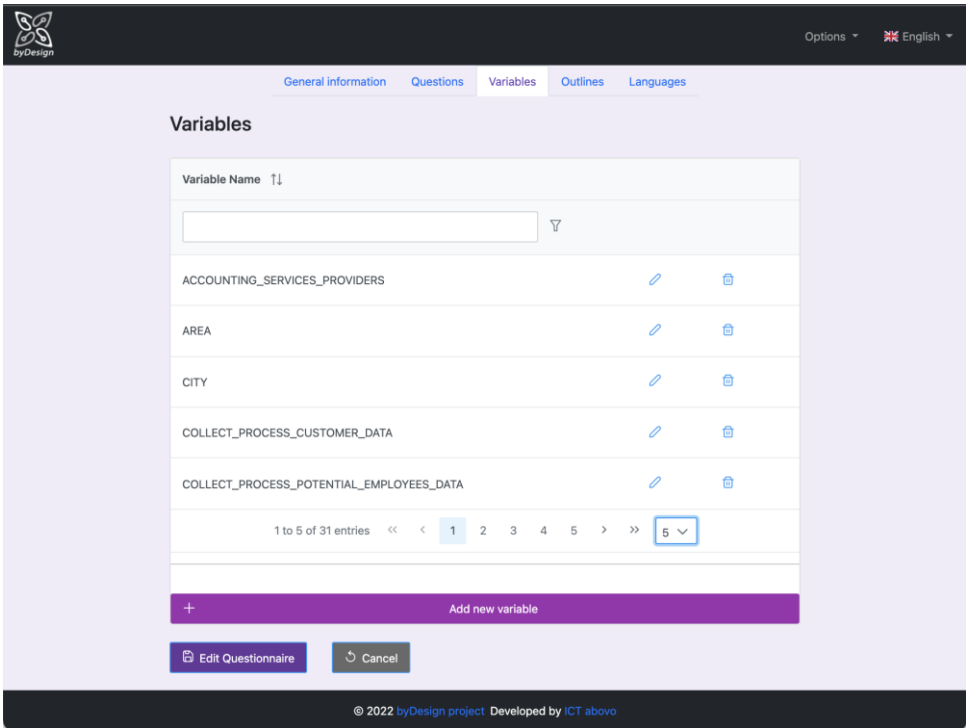 byDesign
Options
English
General information Questions Variables Outlines Languages
Variables
Variable Name
ACCOUNTING_SERVICES_PROVIDERS
AREA
CITY
COLLECT_PROCESS_CUSTOMER_DATA
COLLECT_PROCESS_POTENTIAL_EMPLOYEES_DATA
1 to 5 of 31 entries << < 1 2 3 4 5 > >> 5
+ Add new variable
Edit Questionnaire Cancel
© 2022 byDesign project Developed by ICT abovo